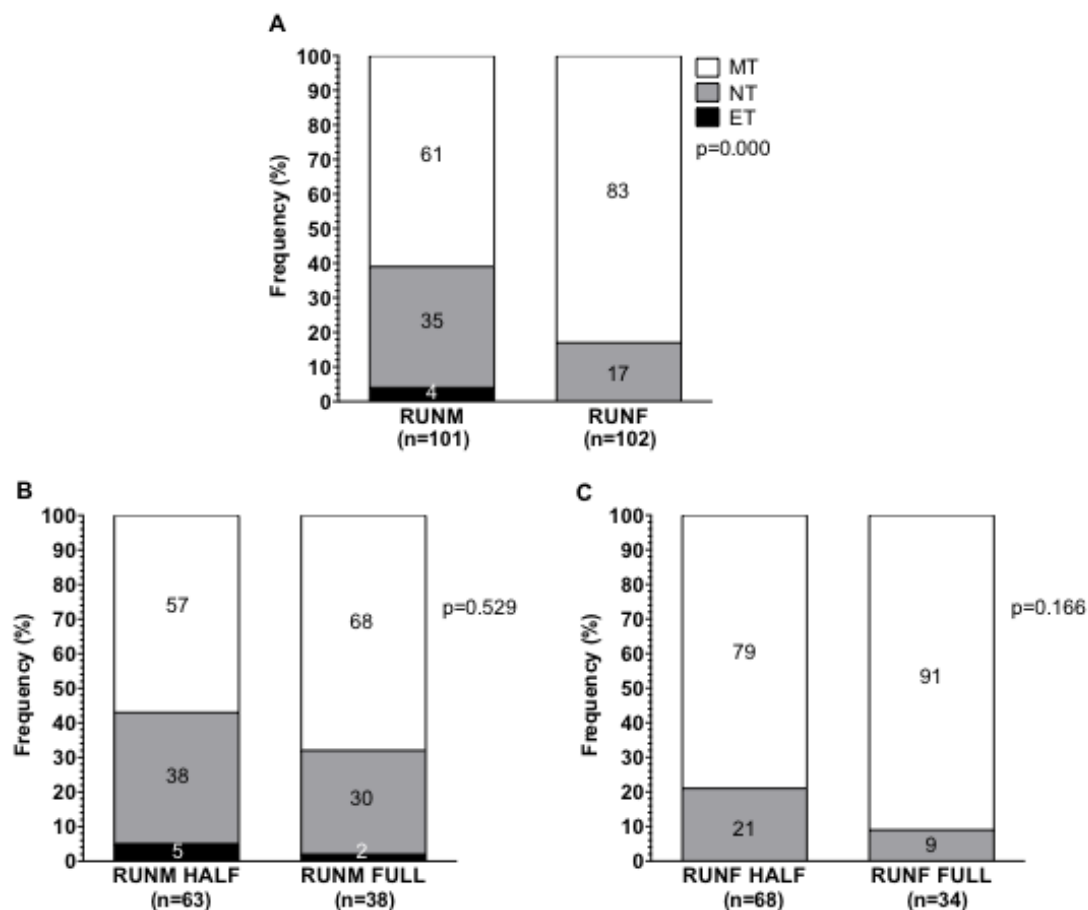 A
100
90
80
70
60
50
40
30
20
10
0
Frequency (%)
61
35
4
83
17
MT
NT
ET
p=0.000
RUNM
(n=101)
RUNF
(n=102)
B
100
90
80
70
60
50
40
30
20
10
0
Frequency (%)
57
38
5
68
30
2
p=0.529
RUNM HALF
(n=63)
RUNM FULL
(n=38)
C
100
90
80
70
60
50
40
30
20
10
0
Frequency (%)
79
21
91
9
p=0.166
RUNF HALF
(n=68)
RUNF FULL
(n=34)